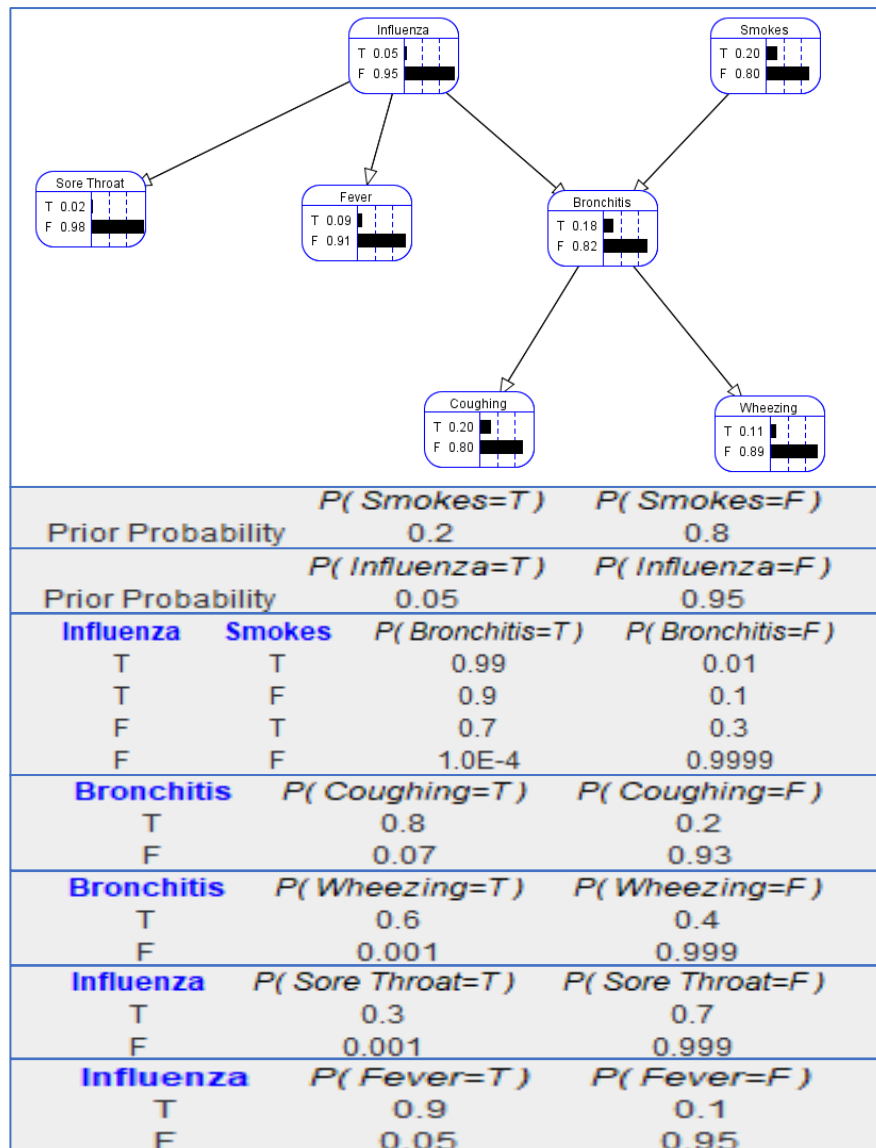 Influenza
T 0.05
F 0.95
Smokes
T 0.20
F 0.80
Sore Throat
T 0.02
F 0.98
Fever
T 0.09
F 0.91
Bronchitis
T 0.18
F 0.82
Coughing
T 0.20
F 0.80
Wheezing
T 0.11
F 0.89
P( Smokes=T ) P( Smokes=F )
Prior Probability 0.2 0.8
P( Influenza=T ) P( Influenza=F )
Prior Probability 0.05 0.95
Influenza Smokes P( Bronchitis=T ) P( Bronchitis=F )
T T 0.99 0.01
T F 0.9 0.1
F T 0.7 0.3
F F 1.0E-4 0.9999
Bronchitis P( Coughing=T ) P( Coughing=F )
T 0.8 0.2
F 0.07 0.93
Bronchitis P( Wheezing=T ) P( Wheezing=F )
T 0.6 0.4
F 0.001 0.999
Influenza P( Sore Throat=T ) P( Sore Throat=F )
T 0.3 0.7
F 0.001 0.999
Influenza P( Fever=T ) P( Fever=F )
T 0.9 0.1
F 0.05 0.95